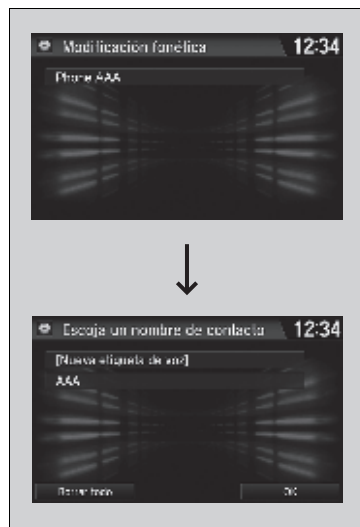 Modificación fonética 12:34
Phone AAA
Escoja un nombre de contacto 12:34
[Nueva etiqueta de voz]
AAA
Borrar todo OK